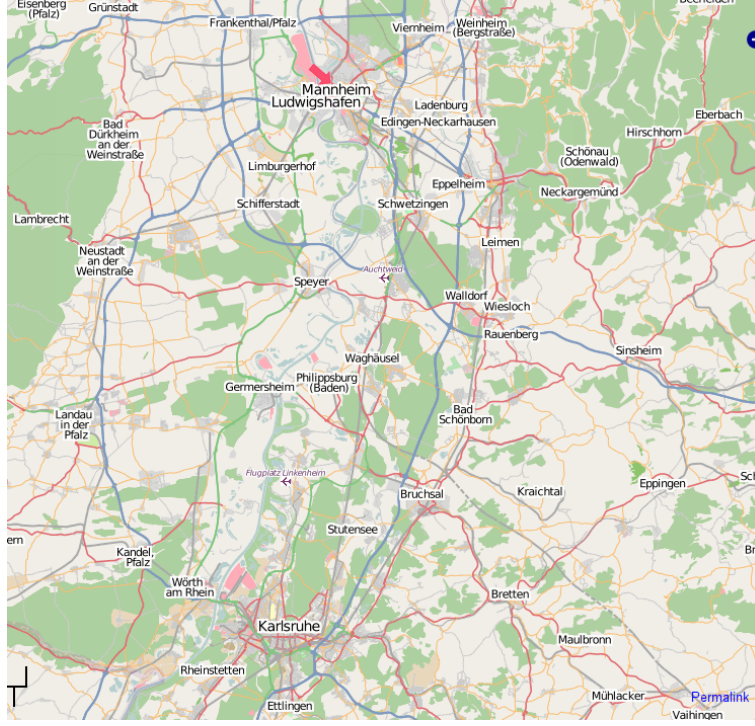 Eisenberg
(Pfalz)
Grünstadt
Frankenthal/Pfalz
Viernheim
Weinheim
(Bergstraße)
Mannheim
Ludwigshafen
Ladenburg
Edingen-Neckarhausen
Eberbach
Hirschhorn
Bad
Dürkheim
an der
Weinstraße
Schönau
(Odenwald)
Limburgerhof
Eppelheim
Neckargemünd
Schifferstadt
Schwetzingen
Lambrecht
Leimen
Neustadt
an der
Weinstraße
Auchtweid
Speyer
Walldorf
Wiesloch
Rauenberg
Sinsheim
Waghäusel
Philippsburg
(Baden)
Germersheim
Landau
in der
Pfalz
Bad
Schönborn
Flugplatz Linkenheim
Eppingen
Kraichtal
Bruchsal
Stutensee
ern
Kandel,
Pfalz
Wörth
am Rhein
Bretten
Karlsruhe
Maulbronn
Rheinstetten
Mühlacker
Permalink
Ettlingen
Vaihingen